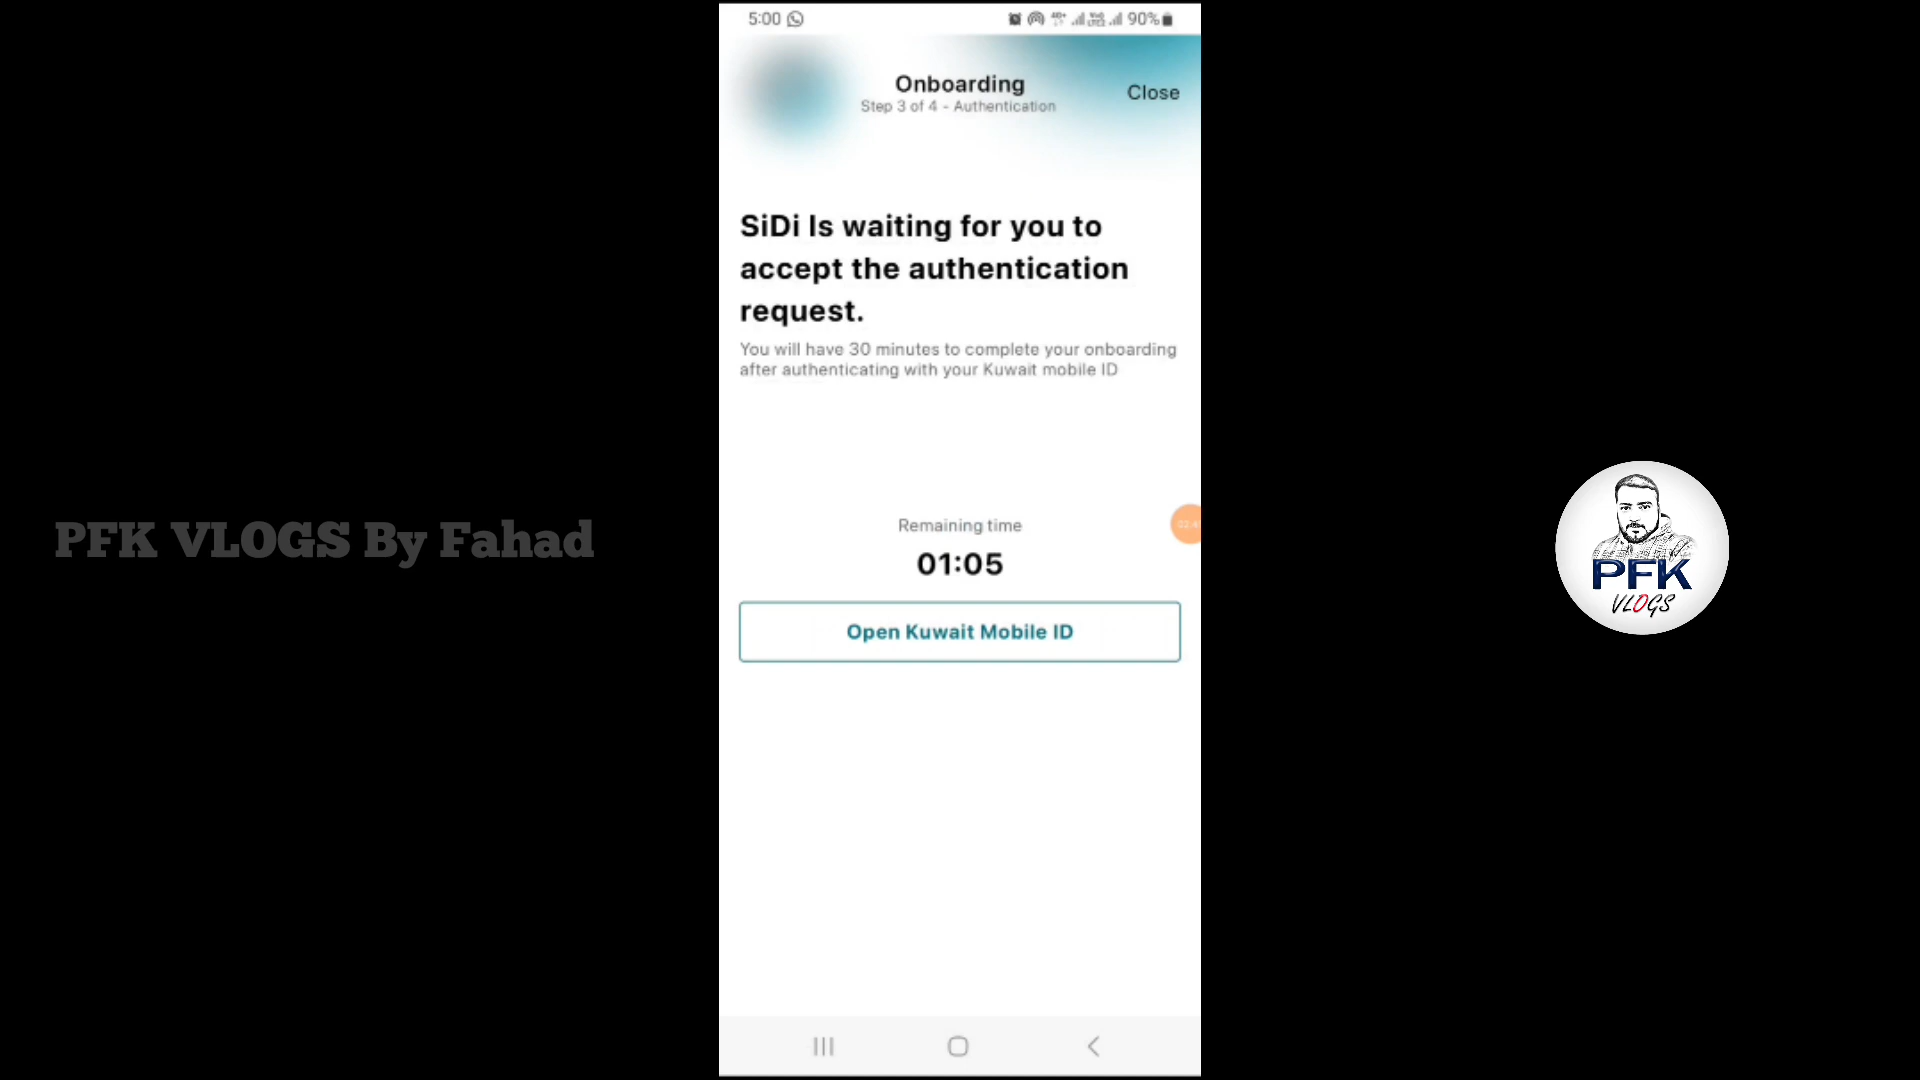 5:00
90%
Onboarding
Step 3 of 4 - Authentication
Close
SiDi Is waiting for you to
accept the authentication
request.
You will have 30 minutes to complete your onboarding
after authenticating with your Kuwait mobile ID
Remaining time
01:05
Open Kuwait Mobile ID
PFK VLOGS By Fahad
PFK
VLOGS